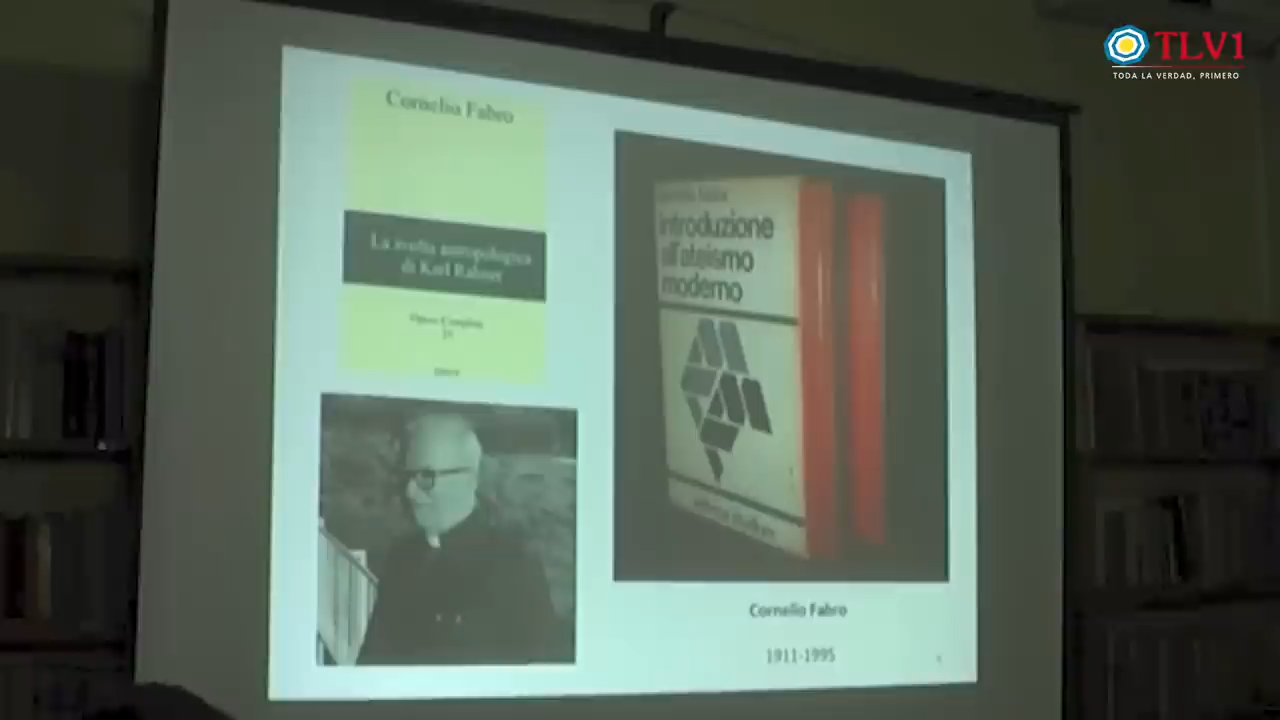 TLV1
TODA LA VERDAD, PRIMERO
Cornelio Fabro
La svolta antropologica
di Karl Rahner
Opere Complete
introduzione
all'ateismo
moderno
Cornelio Fabro
1911-1995